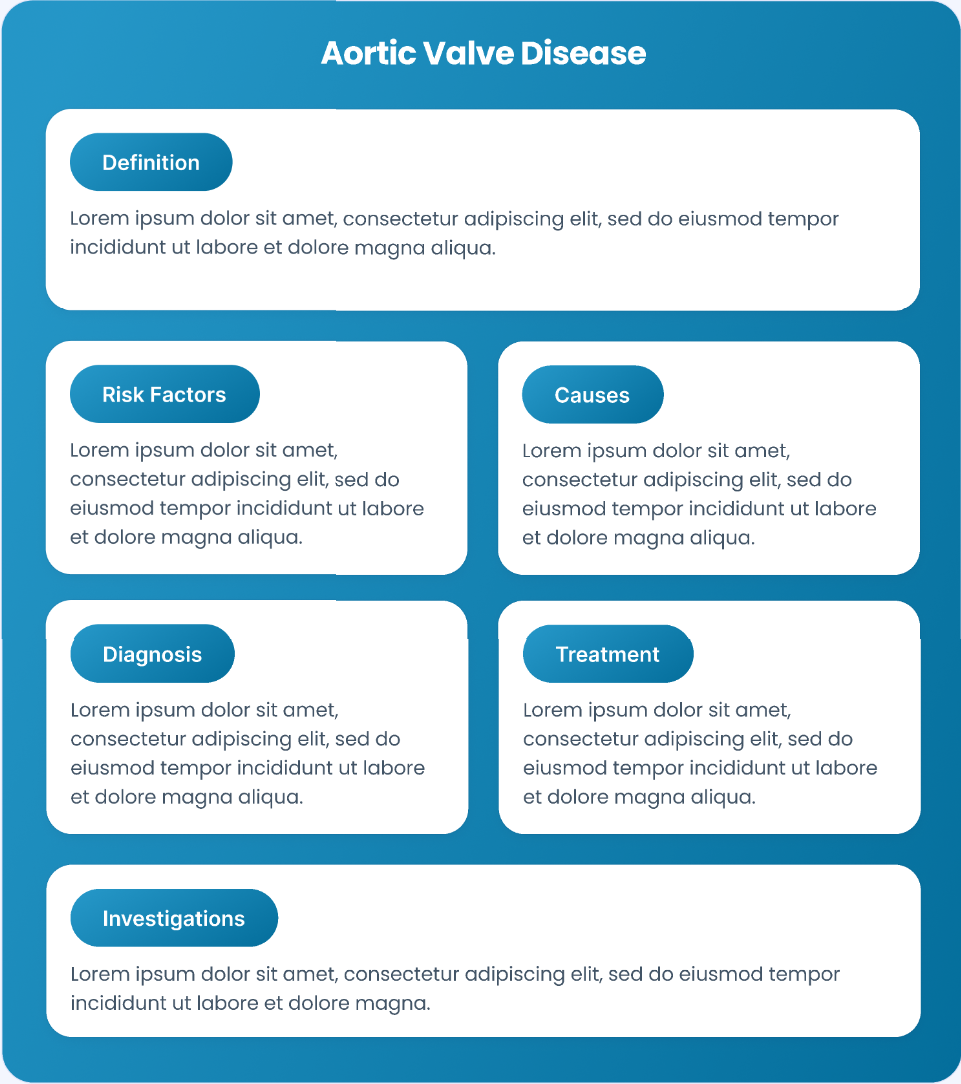 Aortic Valve Disease
Definition
Lorem ipsum dolor sit amet, consectetur adipiscing elit, sed do eiusmod tempor
incididunt ut labore et dolore magna aliqua.
Risk Factors
Lorem ipsum dolor sit amet,
consectetur adipiscing elit, sed do
eiusmod tempor incididunt ut labore
et dolore magna aliqua.
Causes
Lorem ipsum dolor sit amet,
consectetur adipiscing elit, sed do
eiusmod tempor incididunt ut labore
et dolore magna aliqua.
Diagnosis
Lorem ipsum dolor sit amet,
consectetur adipiscing elit, sed do
eiusmod tempor incididunt ut labore
et dolore magna aliqua.
Treatment
Lorem ipsum dolor sit amet,
consectetur adipiscing elit, sed do
eiusmod tempor incididunt ut labore
et dolore magna aliqua.
Investigations
Lorem ipsum dolor sit amet, consectetur adipiscing elit, sed do eiusmod tempor
incididunt ut labore et dolore magna.